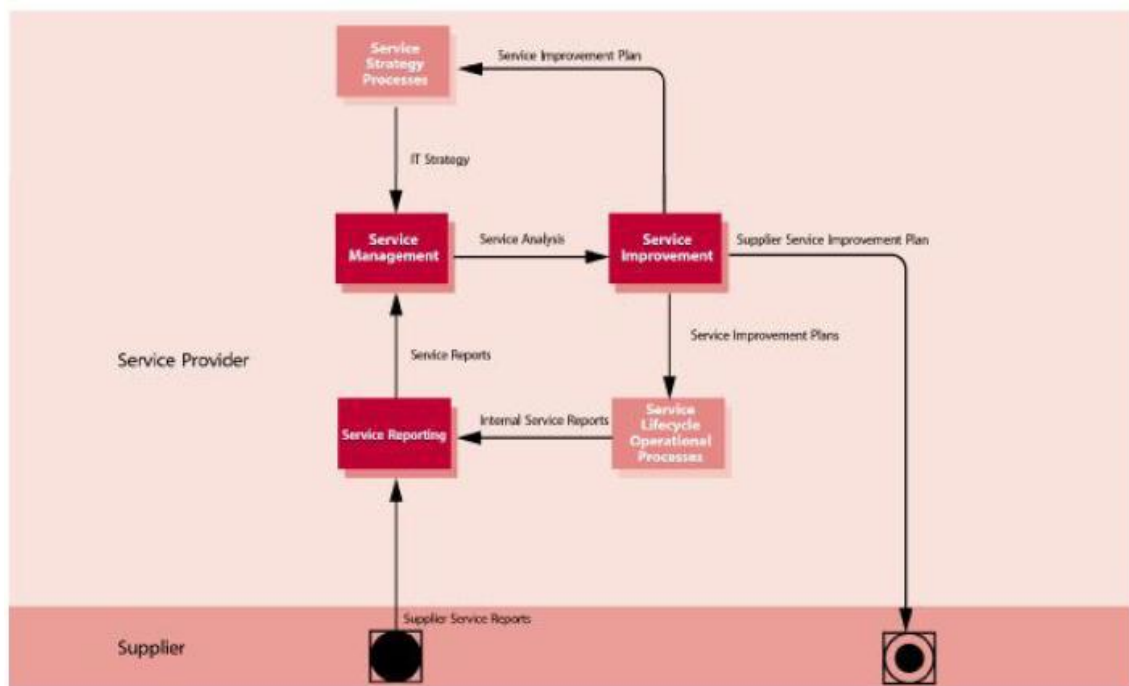 Service
Strategy
Processes
Service Improvement Plan
IT Strategy
Service
Management
Service Analysis
Service
Improvement
Supplier Service Improvement Plan
Service Provider
Service Reports
Service Improvement Plans
Service Reporting
Internal Service Reports
Service
Lifecycle
Operational
Processes
Supplier Service Reports
Supplier